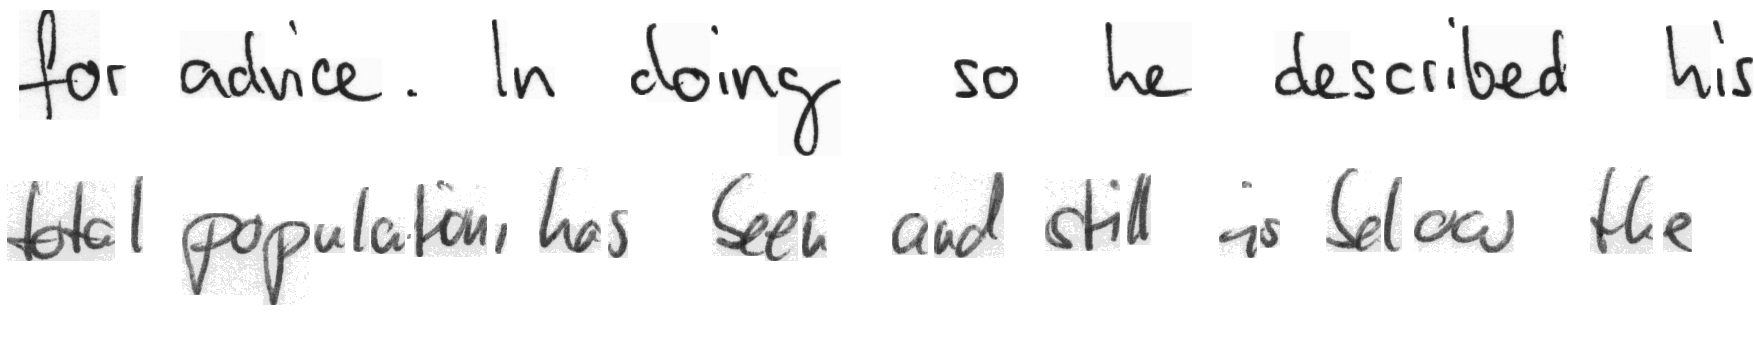 for advice. In doing so he described his
total population, has been and still is below the